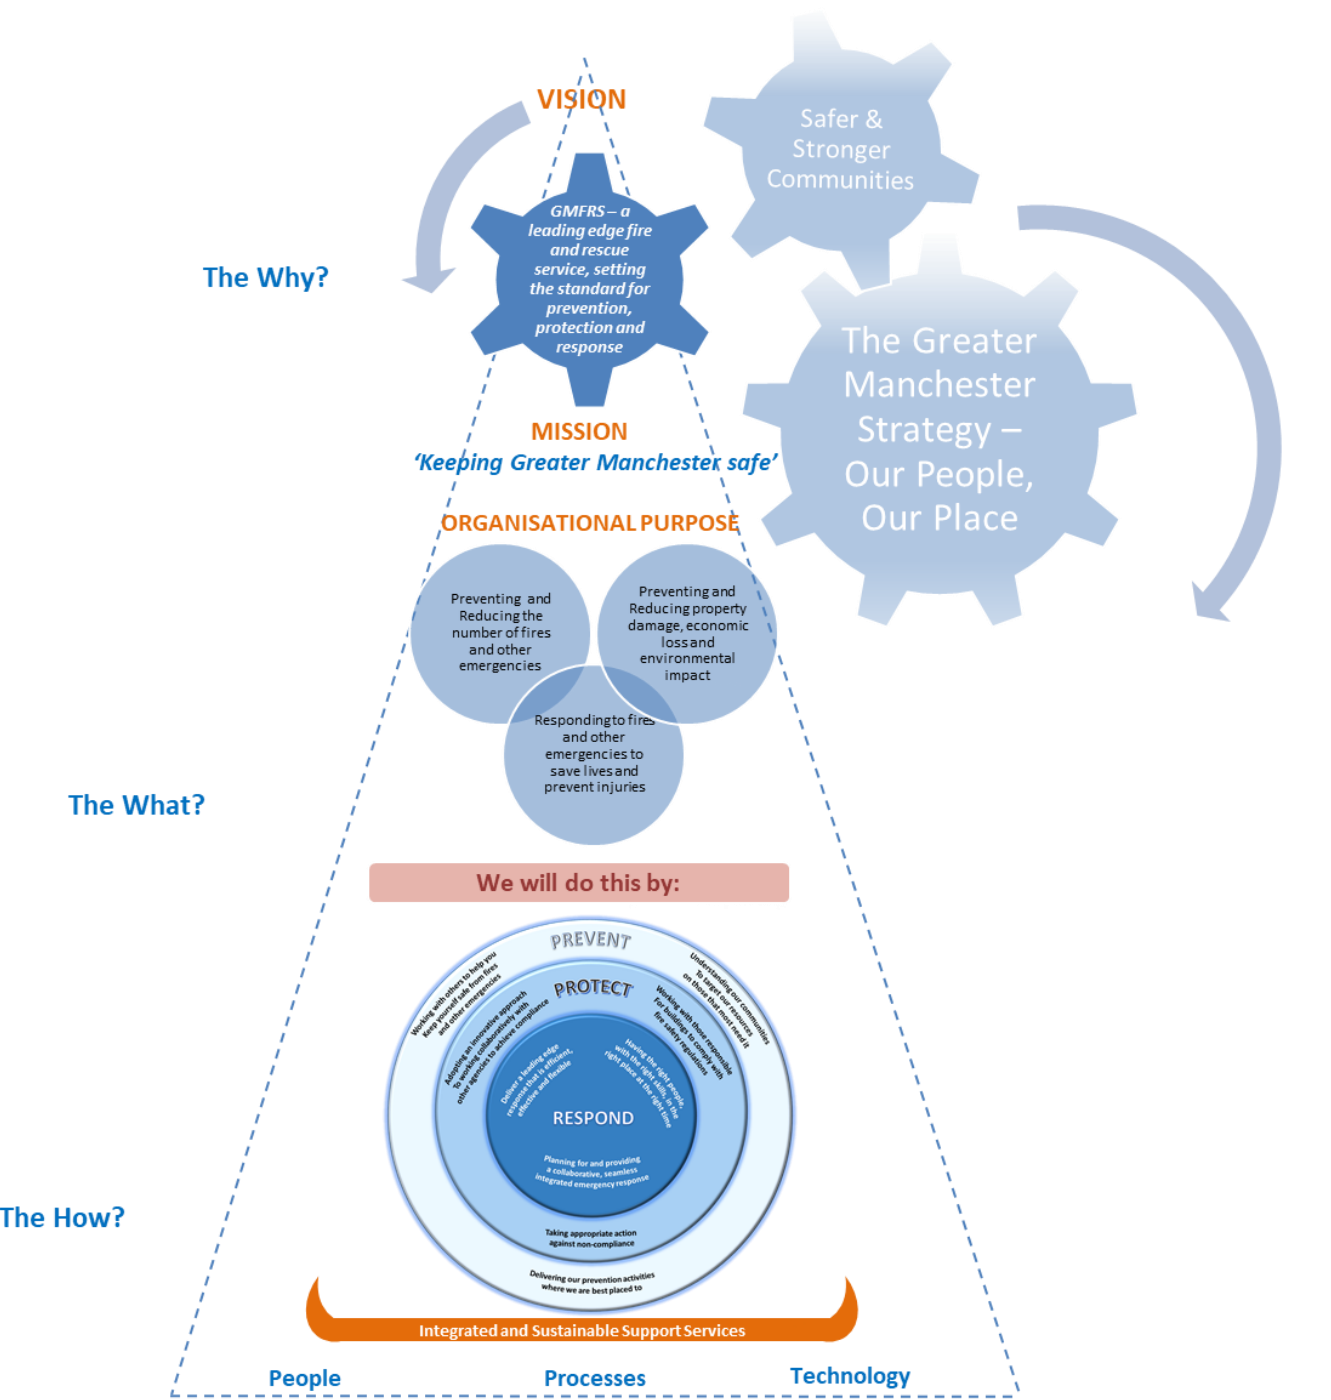 VISION
Safer &
Stronger
Communities
The Why?
GMFRS – a
leading edge fire
and rescue
service, setting
the standard for
prevention,
protection and
response
The Greater
Manchester
Strategy –
Our People,
Our Place
MISSION
‘Keeping Greater Manchester safe’
ORGANISATIONAL PURPOSE
Preventing and
Reducing the
number of fires
and other
emergencies
Preventing and
Reducing property
damage, economic
loss and
environmental
impact
Responding to fires
and other
emergencies to
save lives and
prevent injuries
The What?
We will do this by:
PREVENT
Working with others to help you
Keep yourself safe from fires
and other emergencies
Understanding our communities
To target our resources
on those that most need it
PROTECT
Adopting an innovative approach
To working collaboratively with
other agencies to achieve compliance
Working with those responsible
For buildings to comply with
fire safety regulations
Deliver a leading edge
response that is efficient,
effective and flexible
Having the right people,
with the right skills, in the
right place at the right time
RESPOND
Planning for and providing
a collaborative, seamless
integrated emergency response
Taking appropriate action
against non-compliance
Delivering our prevention activities
where we are best placed to
The How?
Integrated and Sustainable Support Services
People
Processes
Technology